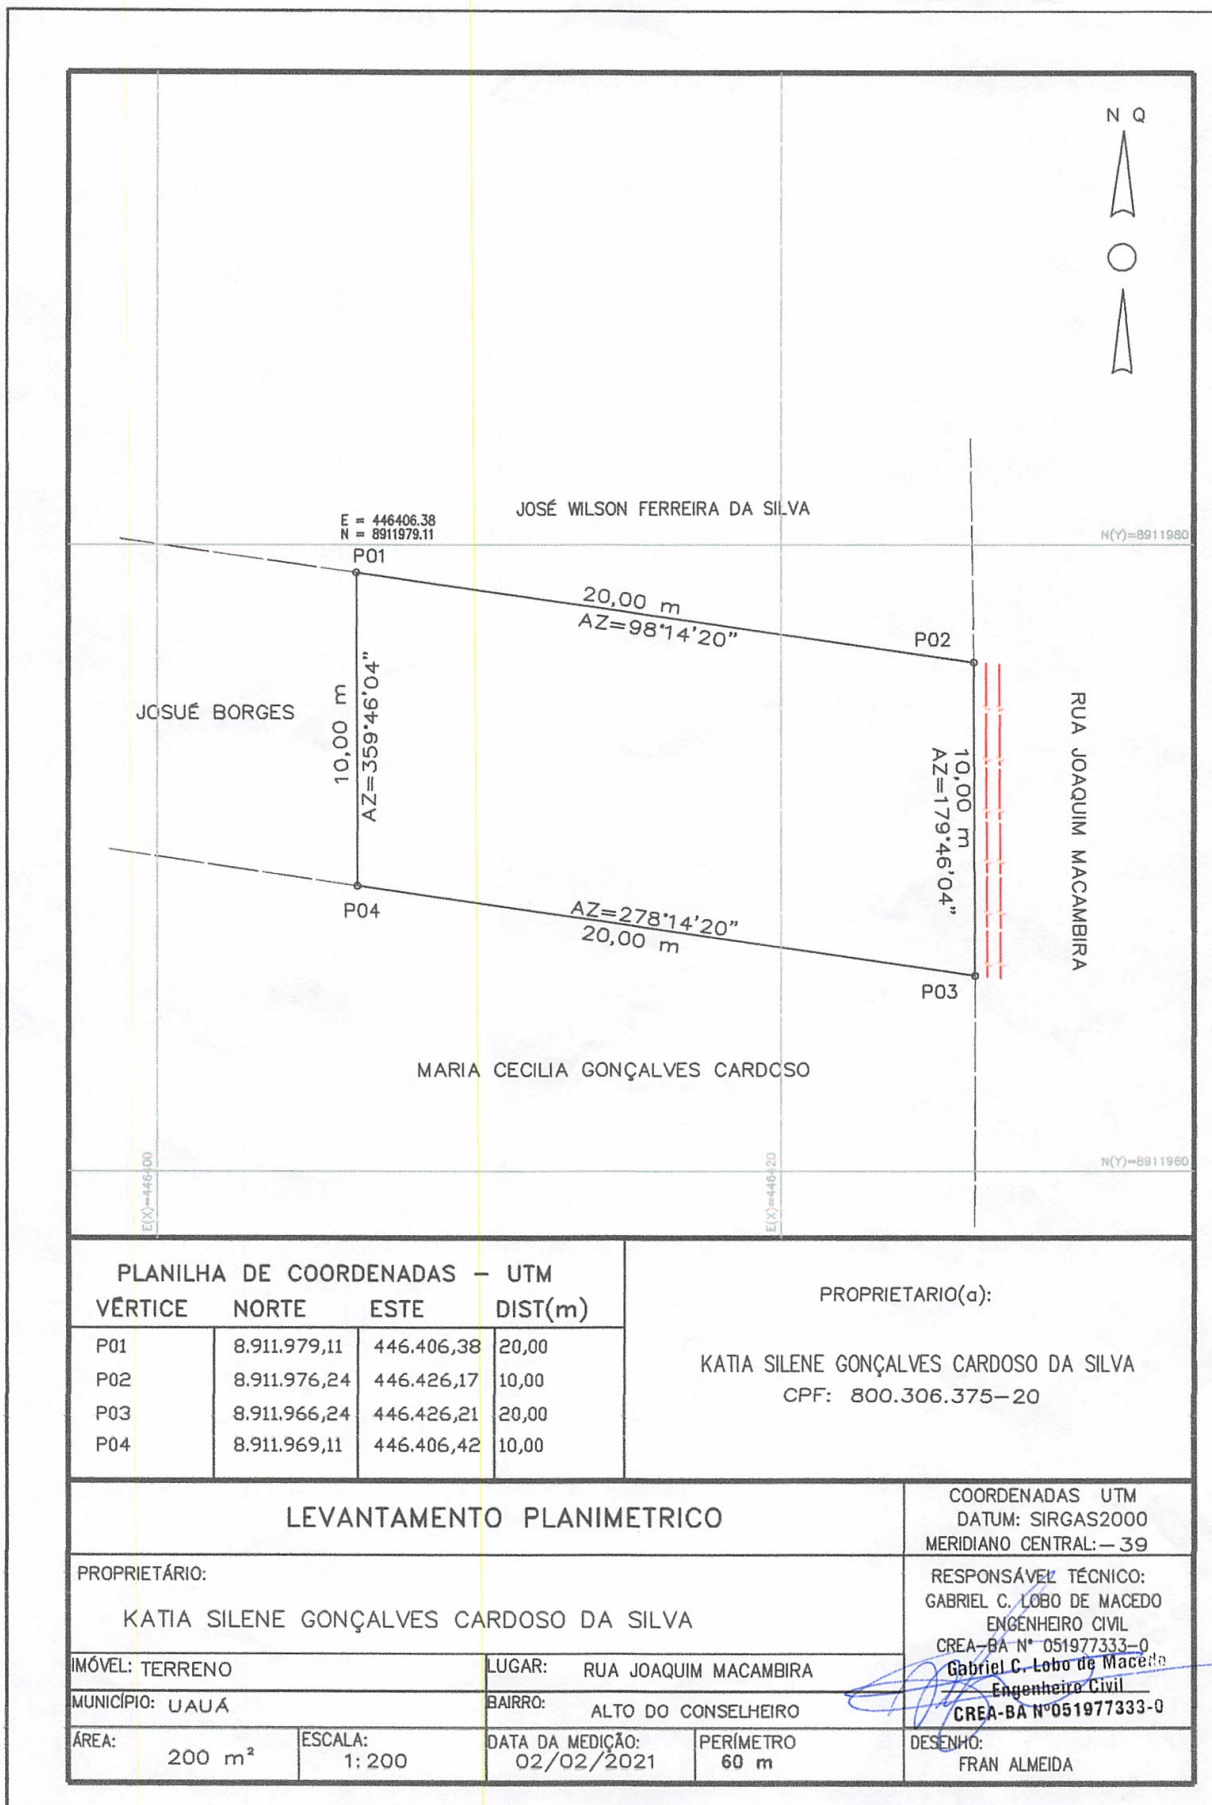 N Q
JOSÉ WILSON FERREIRA DA SILVA
E = 446406.38
N = 8911979.11
N(Y)=8911980
P01
20,00 m
AZ=98°14'20"
P02
JOSUÉ BORGES
10,00 m
AZ=359°46'04"
10,00 m
AZ=179°46'04"
RUA JOAQUIM MACAMBIRA
P04
AZ=278°14'20"
20,00 m
P03
MARIA CECILIA GONÇALVES CARDOSO
E(X)=446400
E(X)=446420
N(Y)=8911960
PLANILHA DE COORDENADAS – UTM
VÉRTICE NORTE ESTE DIST(m)
P01 8.911.979,11 446.406,38 20,00
P02 8.911.976,24 446.426,17 10,00
P03 8.911.966,24 446.426,21 20,00
P04 8.911.969,11 446.406,42 10,00
PROPRIETARIO(a):
KATIA SILENE GONÇALVES CARDOSO DA SILVA
CPF: 800.306.375–20
LEVANTAMENTO PLANIMETRICO
COORDENADAS UTM
DATUM: SIRGAS2000
MERIDIANO CENTRAL:–39
PROPRIETÁRIO:
KATIA SILENE GONÇALVES CARDOSO DA SILVA
RESPONSÁVEL TÉCNICO:
GABRIEL C. LOBO DE MACEDO
ENGENHEIRO CIVIL
CREA–BA N° 051977333–0
Gabriel C. Lobo de Macedo
Engenheiro Civil
CREA-BA Nº051977333-0
IMÓVEL: TERRENO
LUGAR: RUA JOAQUIM MACAMBIRA
MUNICÍPIO: UAUÁ
BAIRRO: ALTO DO CONSELHEIRO
ÁREA: 200 m²
ESCALA: 1:200
DATA DA MEDIÇÃO: 02/02/2021
PERÍMETRO 60 m
DESENHO: FRAN ALMEIDA